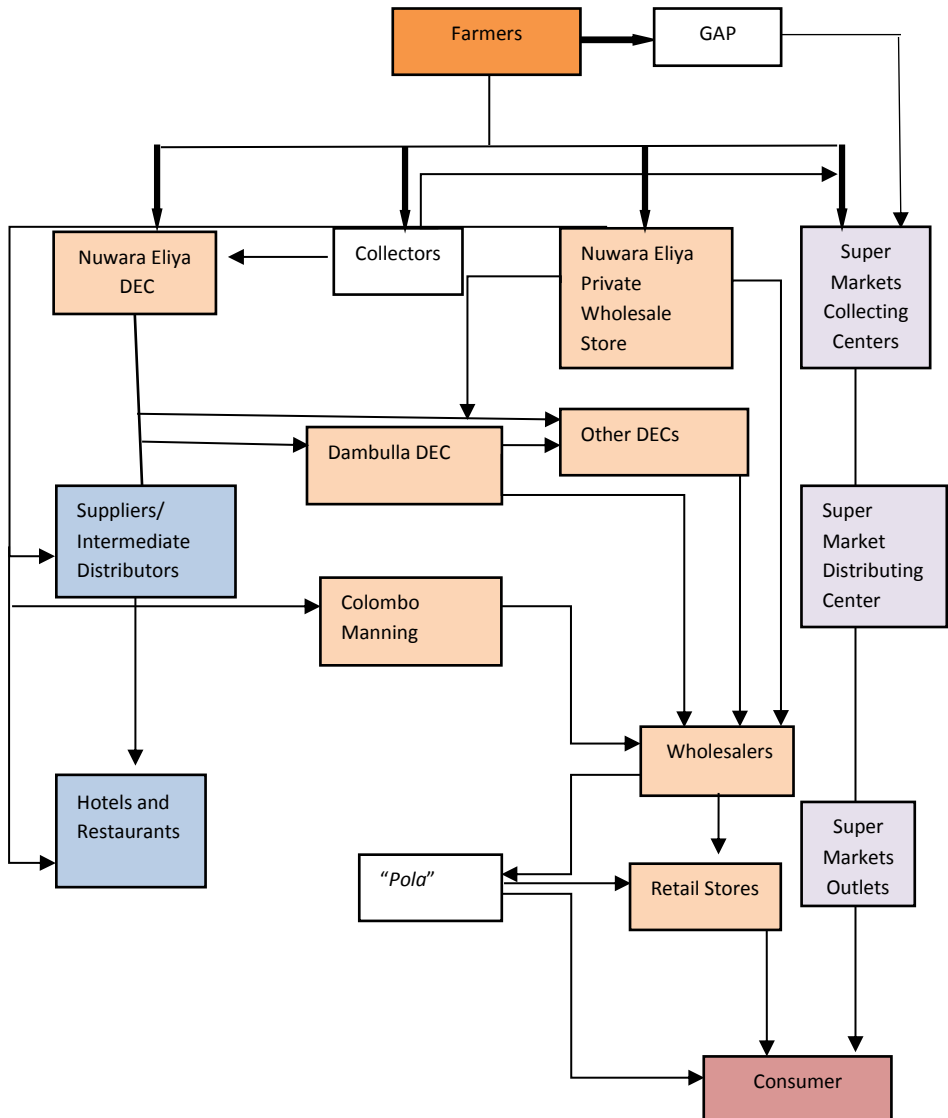 Farmers
GAP
Nuwara Eliya
DEC
Collectors
Nuwara Eliya
Private
Wholesale
Store
Super
Markets
Collecting
Centers
Other DECs
Dambulla DEC
Suppliers/
Intermediate
Distributors
Super
Market
Distributing
Center
Colombo
Manning
Wholesalers
Hotels and
Restaurants
Super
Markets
Outlets
“Pola”
Retail Stores
Consumer